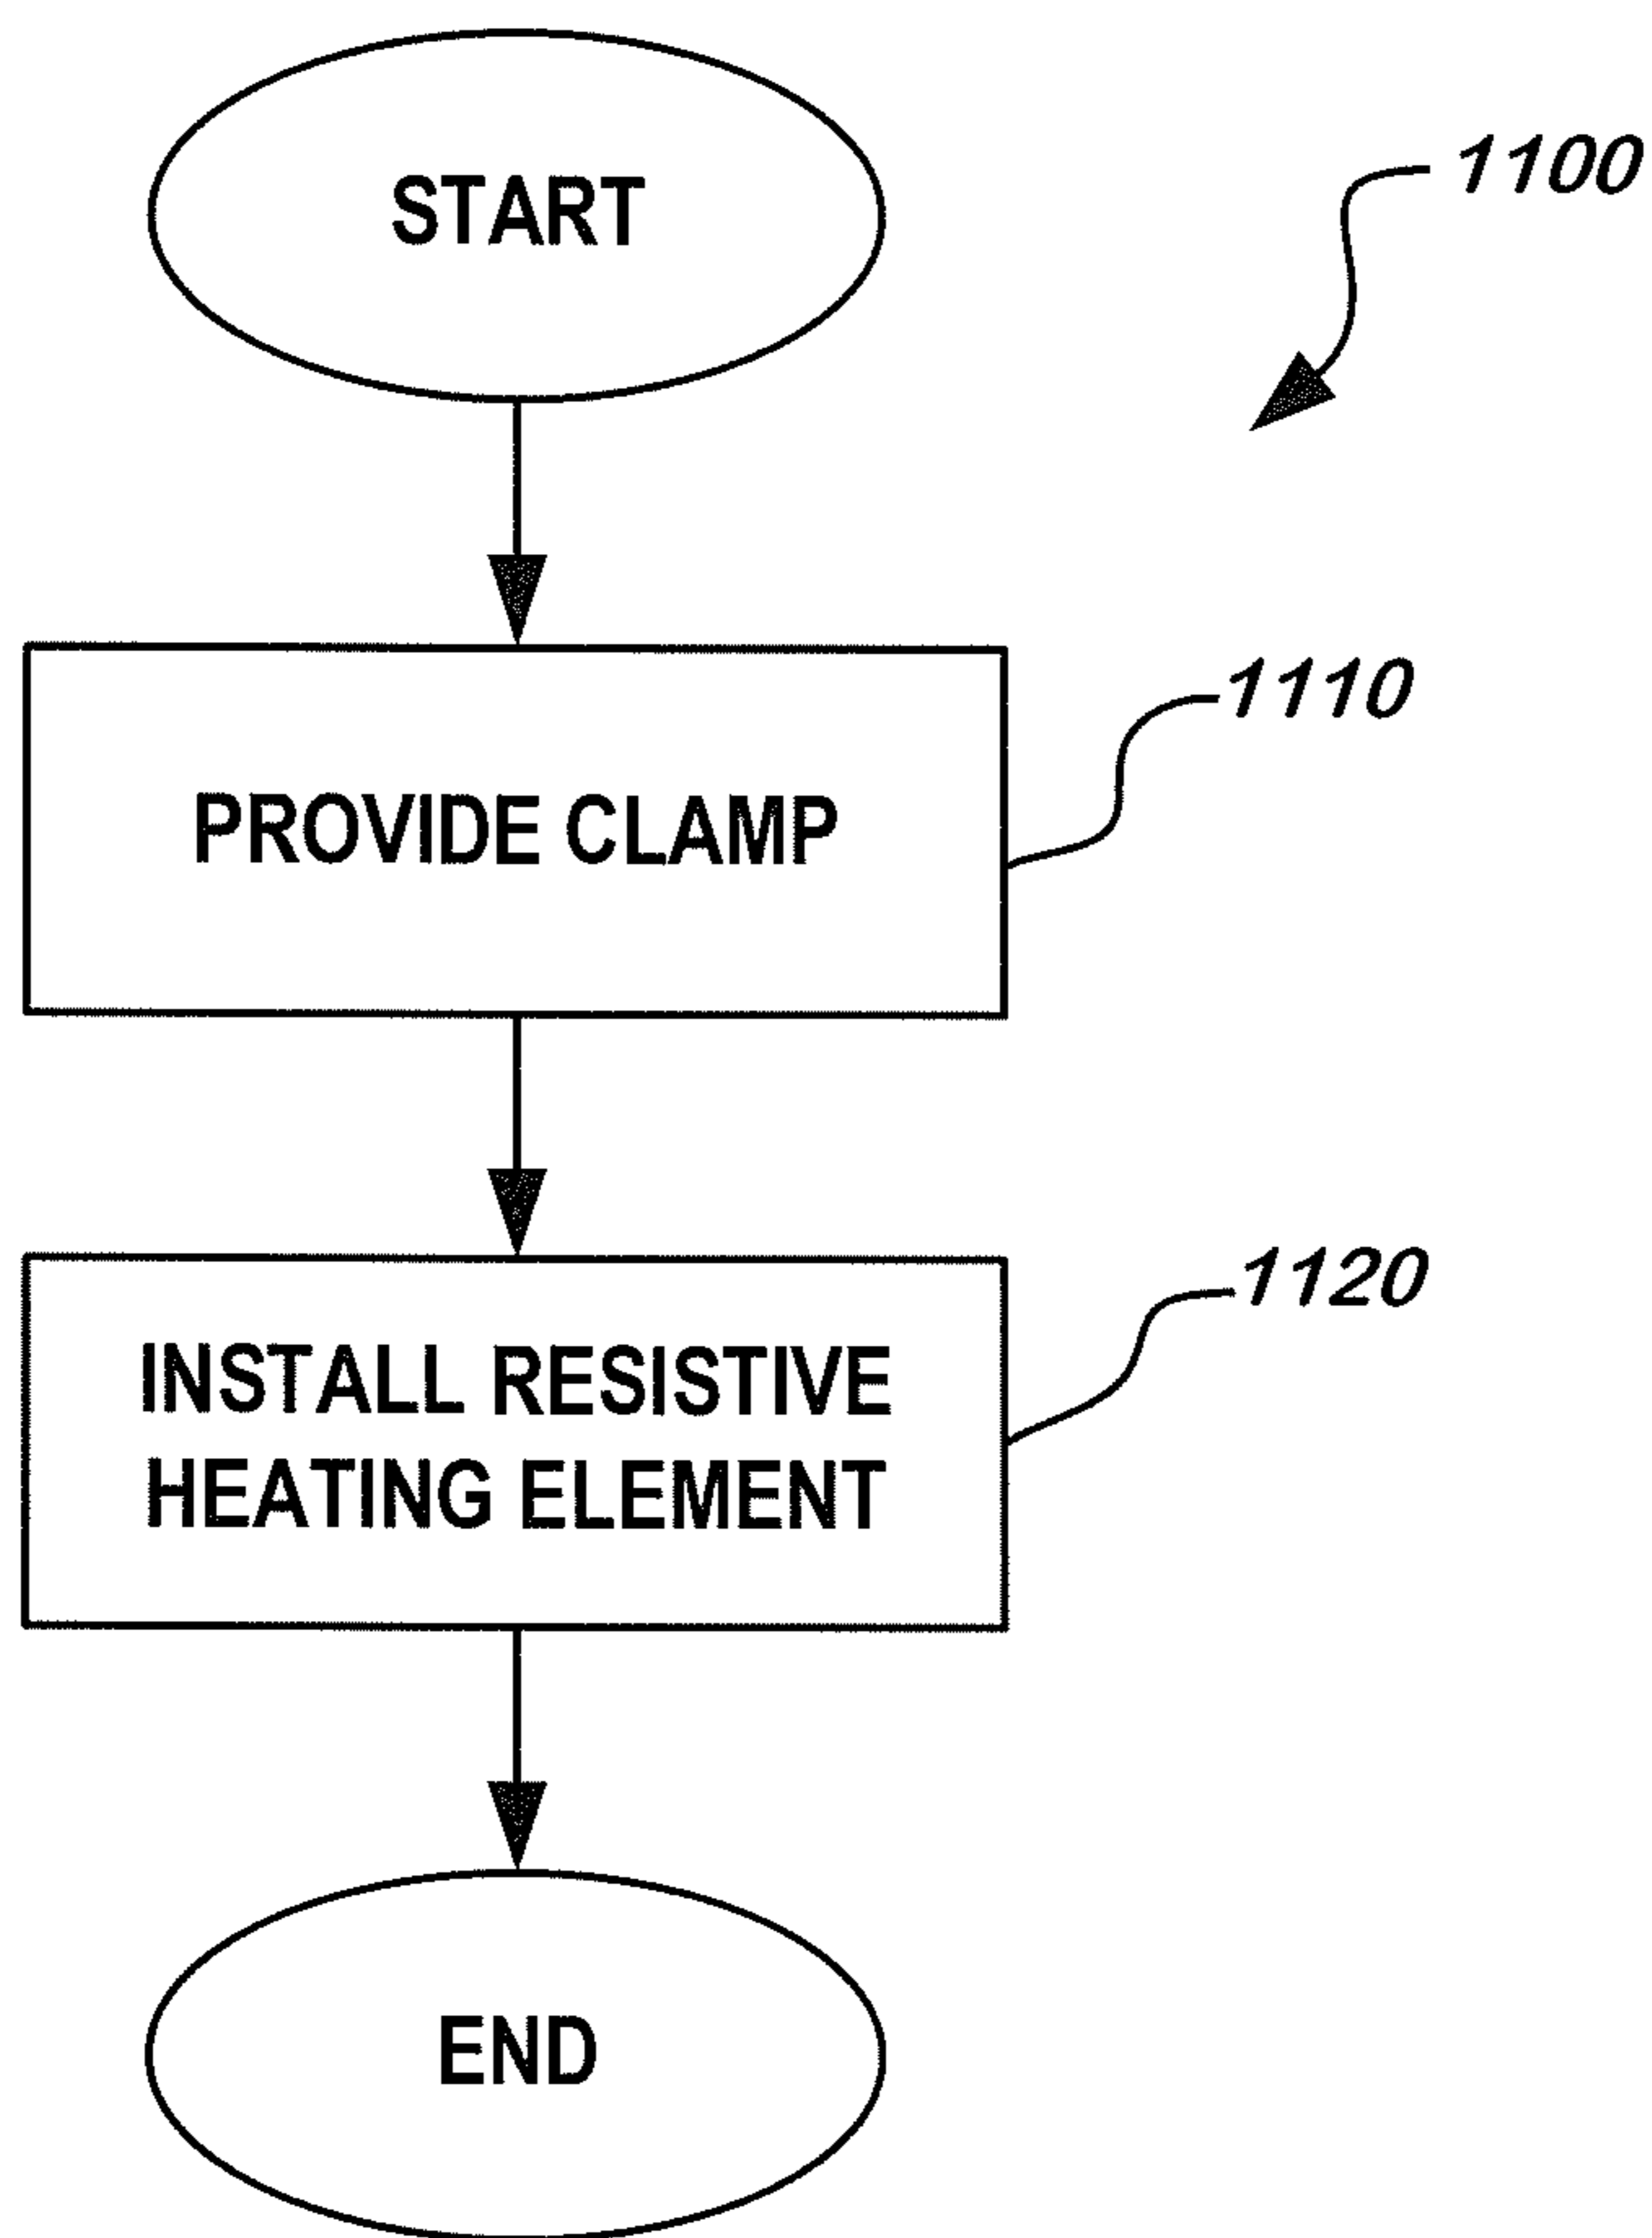 START
1100
1110
PROVIDE CLAMP
1120
INSTALL RESISTIVE
HEATING ELEMENT
END